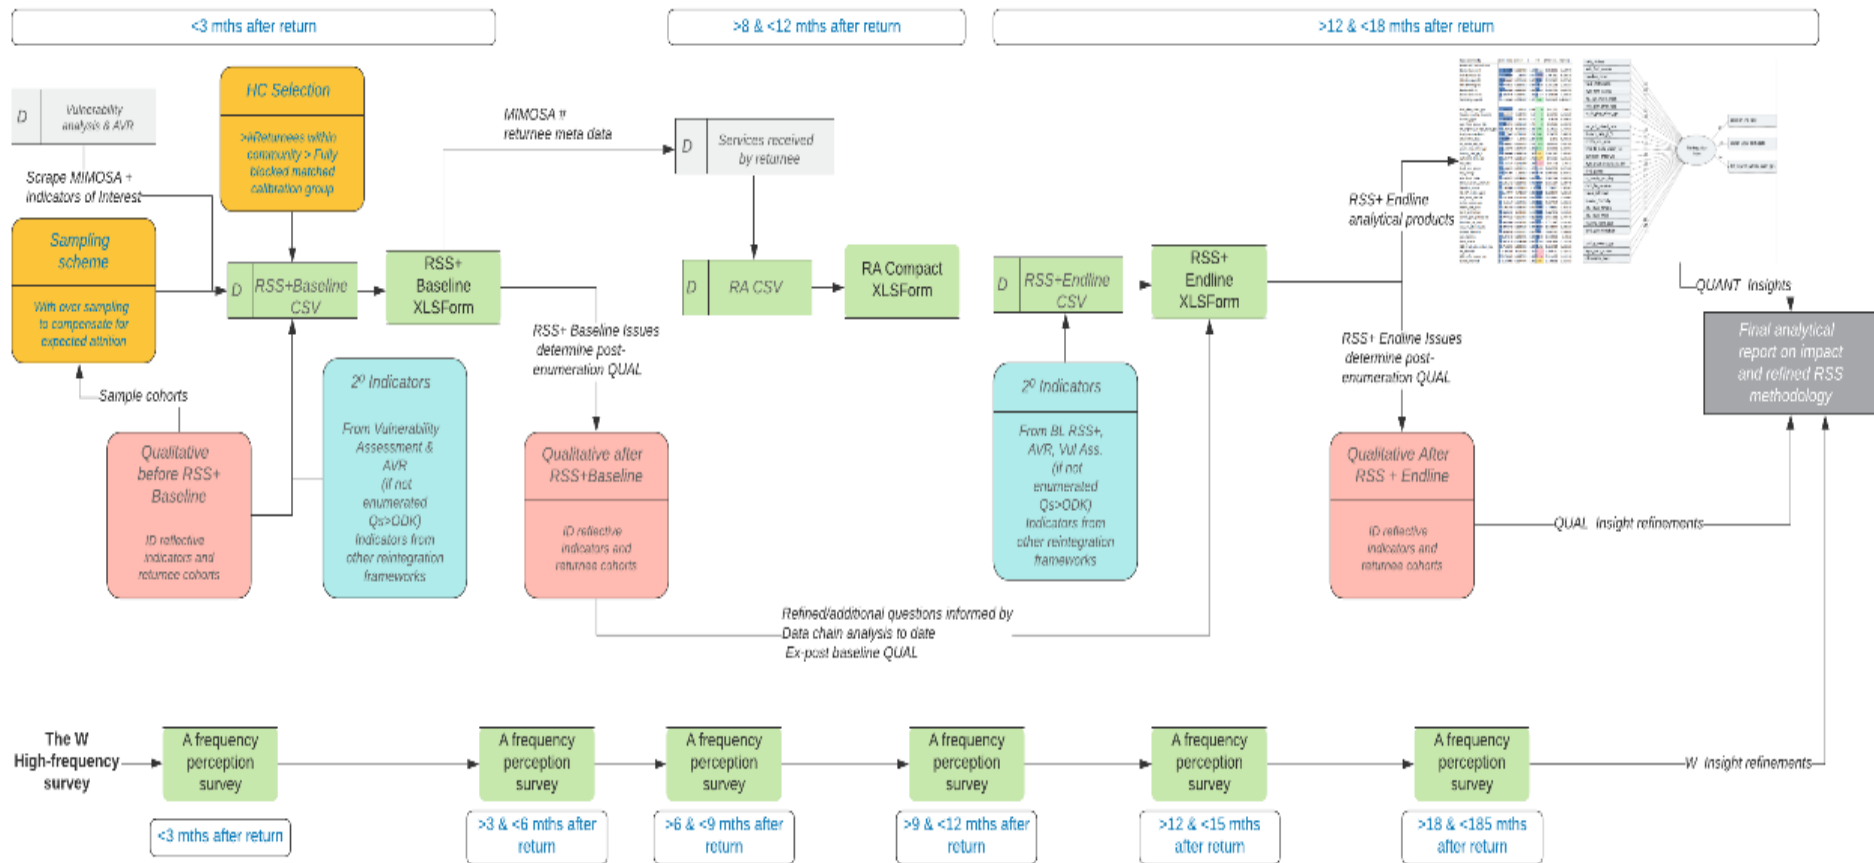 <3 mths after return
>8 & <12 mths after return
>12 & <18 mths after return
D
Vulnerability
analysis & AVR
HC Selection
>#Returnees within
community > Fully
blocked matched
calibration group
Scrape MIMOSA +
Indicators of Interest
Sampling
scheme
With over sampling
to compensate for
expected attrition
D
RSS+Baseline
CSV
RSS+
Baseline
XLSForm
MIMOSA #
returnee meta data
D
Services received
by returnee
D
RA CSV
RA Compact
XLSForm
D
RSS+Endline
CSV
RSS+
Endline
XLSForm
RSS+ Endline
analytical products
QUANT Insights
Final analytical
report on impact
and refined RSS
methodology
Sample cohorts
Qualitative
before RSS+
Baseline
ID reflective
indicators and
returnee cohorts
2⁰ Indicators
From Vulnerability
Assessment &
AVR
(if not
enumerated
Qs>ODK)
Indicators from
other reintegration
frameworks
RSS+ Baseline Issues
determine post-
enumeration QUAL
Qualitative after
RSS+Baseline
ID reflective
indicators and
returnee cohorts
2⁰ Indicators
From BL RSS+,
AVR, Vul Ass.
(if not
enumerated
Qs>ODK)
Indicators from
other reintegration
frameworks
RSS+ Endline Issues
determine post-
enumeration QUAL
Qualitative After
RSS + Endline
ID reflective
indicators and
returnee cohorts
QUAL Insight refinements
Refined/additional questions informed by
Data chain analysis to date
Ex-post baseline QUAL
The W
High-frequency
survey
A frequency
perception
survey
A frequency
perception
survey
A frequency
perception
survey
A frequency
perception
survey
A frequency
perception
survey
A frequency
perception
survey
W Insight refinements
<3 mths after return
>3 & <6 mths after
return
>6 & <9 mths after
return
>9 & <12 mths after
return
>12 & <15 mths
after return
>18 & <185 mths
after return